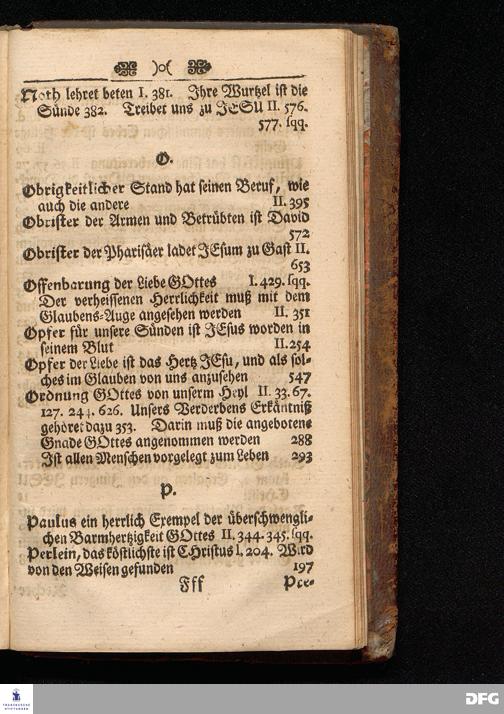 )o(
Noth lehret beten I. 381. Ihre Wurtzel ist die
Sünde 382. Treibet uns zu JESU II. 576.
577. sqq.
O.
Obrigkeitlicher Stand hat seinen Beruf, wie
auch die andere II. 395
Obrister der Armen und Betrübten ist David
572
Obrister der Pharisäer ladet JEsum zu Gast II.
653
Offenbarung der Liebe GOttes I. 429. sqq.
Der verheissenen Herrlichkeit muß mit dem
Glaubens-Auge angesehen werden II. 351
Opfer für unsere Sünden ist JEsus worden in
seinem Blut II. 254
Opfer der Liebe ist das Hertz JEsu, und als sol-
ches im Glauben von uns anzusehen 547
Ordnung GOttes von unserm Heyl II. 33. 67.
127. 244. 626. Unsers Verderbens Erkäntniß
gehöret dazu 353. Darin muß die angebotene
Gnade GOttes angenommen werden 288
Ist allen Menschen vorgelegt zum Leben 293
P.
Paulus ein herrlich Exempel der überschwengli-
chen Barmhertzigkeit GOttes II. 344. 345. sqq.
Perlein, das köstlichste ist CHristus I. 204. Wird
von den Weisen gefunden 197
Fff
FRANCKESCHE STIFTUNGEN
DFG